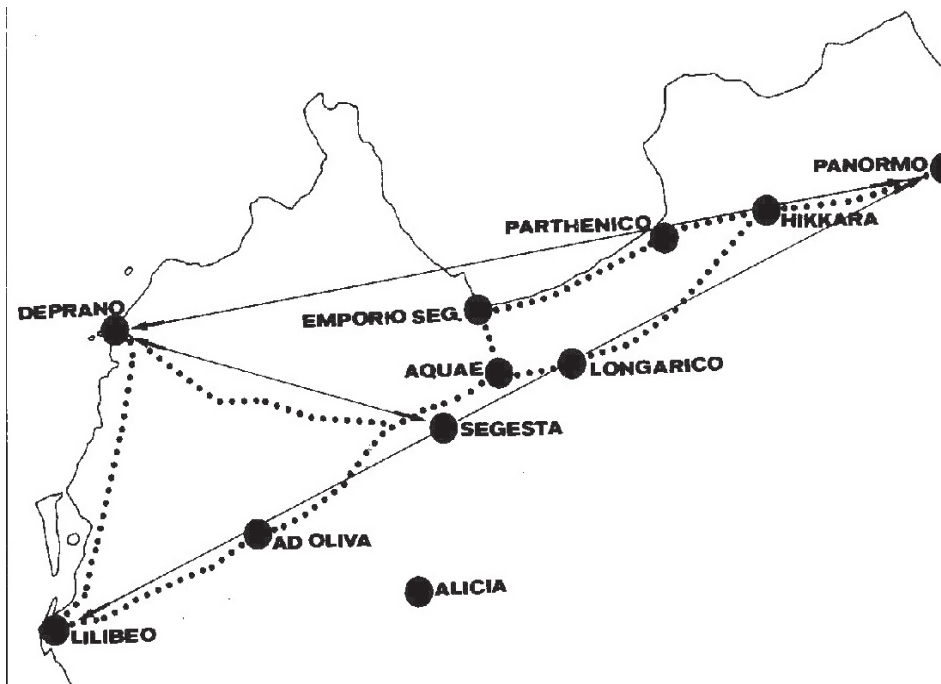 PANORMO
PARTHENICO
HIKKARA
DEPRANO
EMPORIO SEG.
AQUAE
LONGARICO
SEGESTA
AD OLIVA
ALICIA
LILIBEO